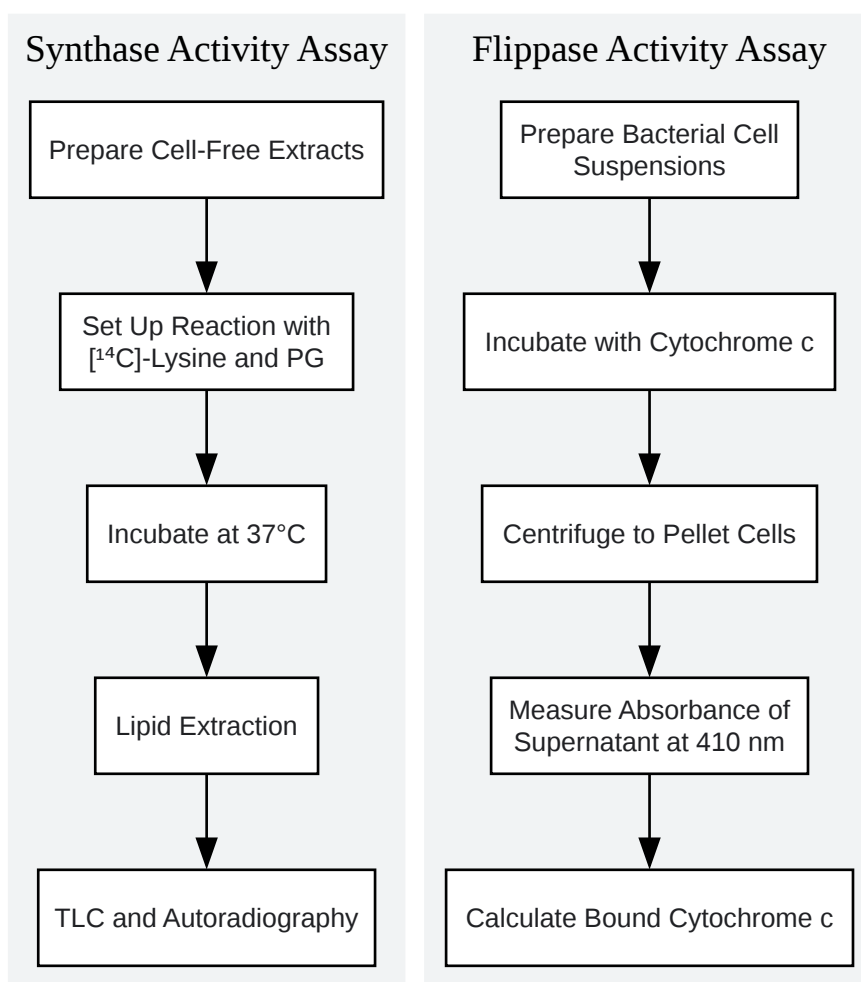 Synthase Activity Assay
Prepare Cell-Free Extracts
Set Up Reaction with
[¹⁴C]-Lysine and PG
Incubate at 37°C
Lipid Extraction
TLC and Autoradiography
Flippase Activity Assay
Prepare Bacterial Cell
Suspensions
Incubate with Cytochrome c
Centrifuge to Pellet Cells
Measure Absorbance of
Supernatant at 410 nm
Calculate Bound Cytochrome c